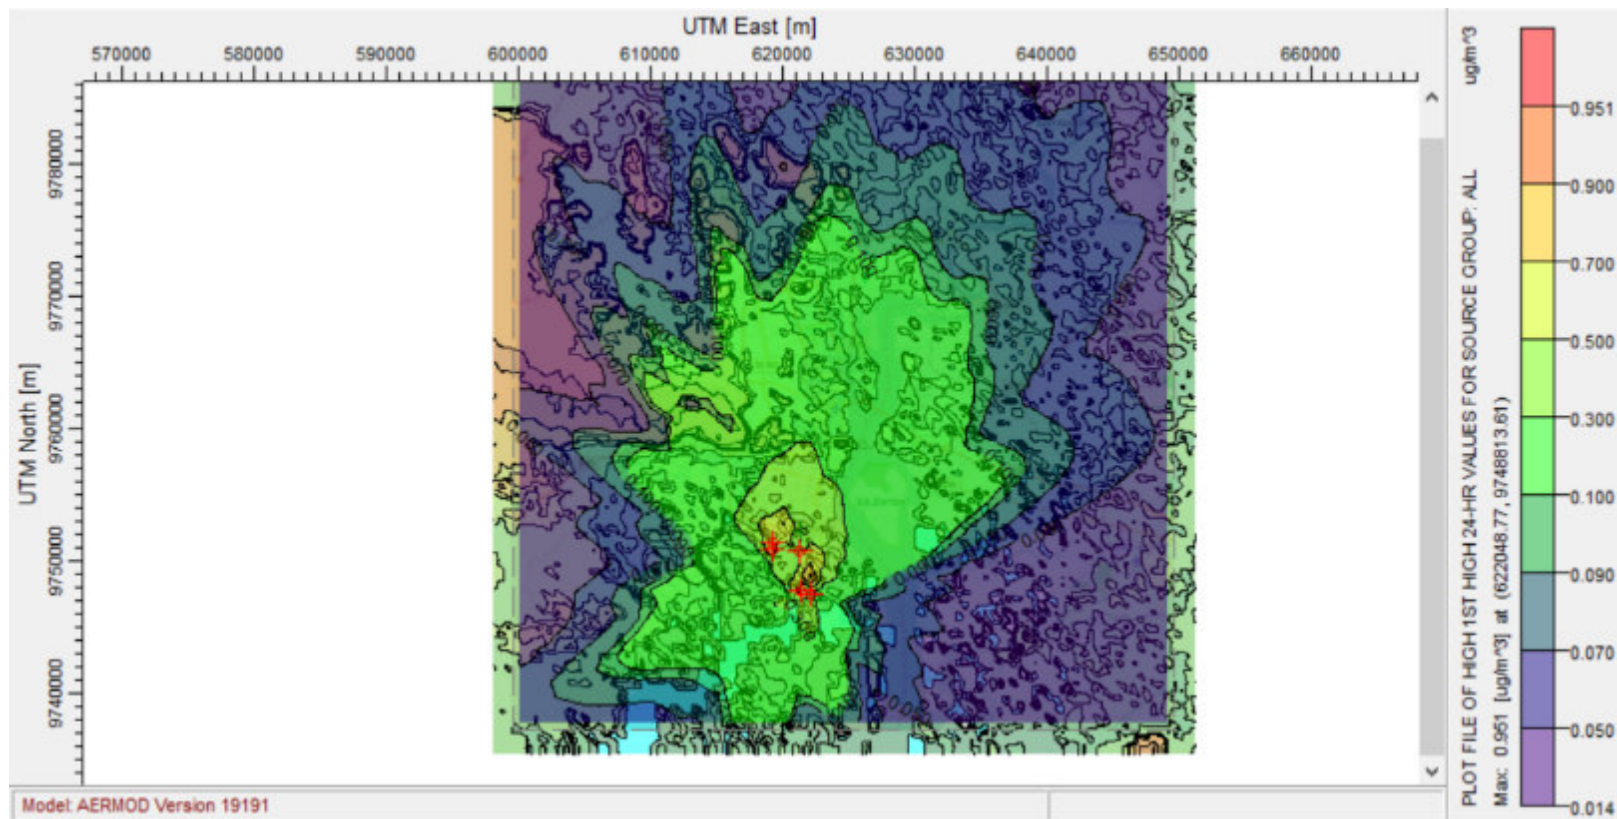 UTM East [m]
570000 580000 590000 6000000 610000 620000 630000 640000 650000 660000
UTM North [m]
9780000
9770000
9760000
9750000
9740000
PLOT FILE OF HIGH 1ST HIGH 24-HR VALUES FOR SOURCE GROUP: ALL
ug/m^3
Max: 0.951 [ug/m^3] at (622048.77, 9748813.61)
0.951
0.900
0.700
0.500
0.300
0.100
0.090
0.070
0.050
0.014
Model: AERMOD Version 19191